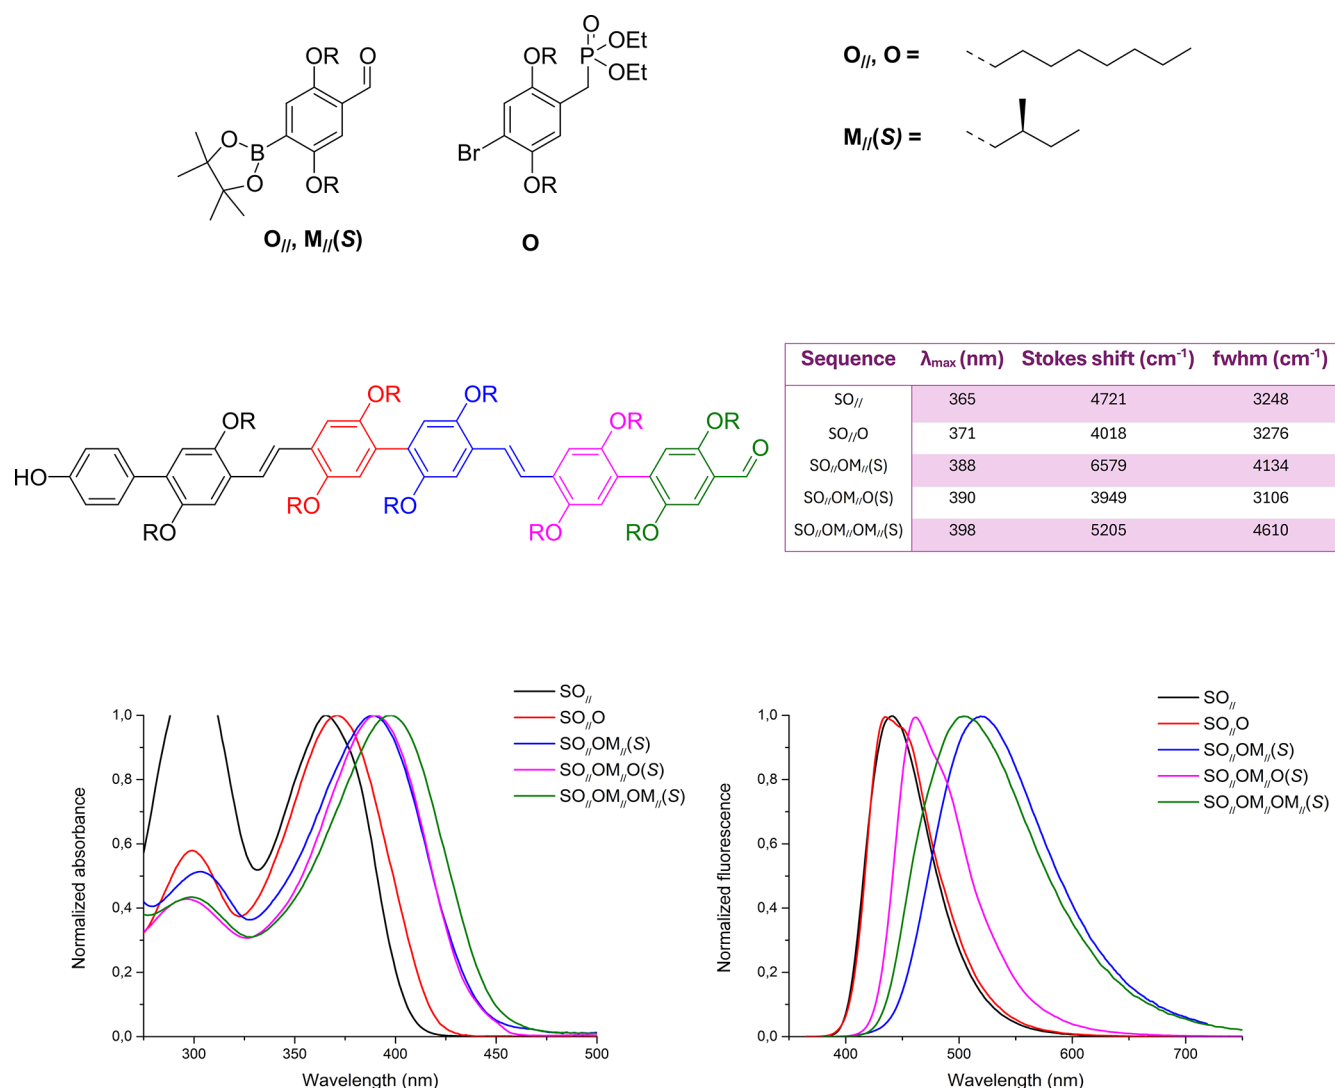 OR
O
O
B
O
OR
O//, M//(S)
O
OR
P
OEt
OEt
Br
OR
O
O//, O =
M//(S) =
OR
OR
OR
OR
O
HO
RO
OR
RO
RO
RO
RO
Sequence λmax (nm) Stokes shift (cm-1) fwhm (cm-1)
SO// 365 4721 3248
SO//O 371 4018 3276
SO//OM//(S) 388 6579 4134
SO//OM//O(S) 390 3949 3106
SO//OM//OM//(S) 398 5205 4610
SO//
SO//O
SO//OM//(S)
SO//OM//O(S)
SO//OM//OM//(S)
1,0
0,8
0,6
0,4
0,2
0,0
Normalized absorbance
300 350 400 450 500
Wavelength (nm)
SO//
SO//O
SO//OM//(S)
SO//OM//O(S)
SO//OM//OM//(S)
1,0
0,8
0,6
0,4
0,2
0,0
Normalized fluorescence
400 500 600 700
Wavelength (nm)